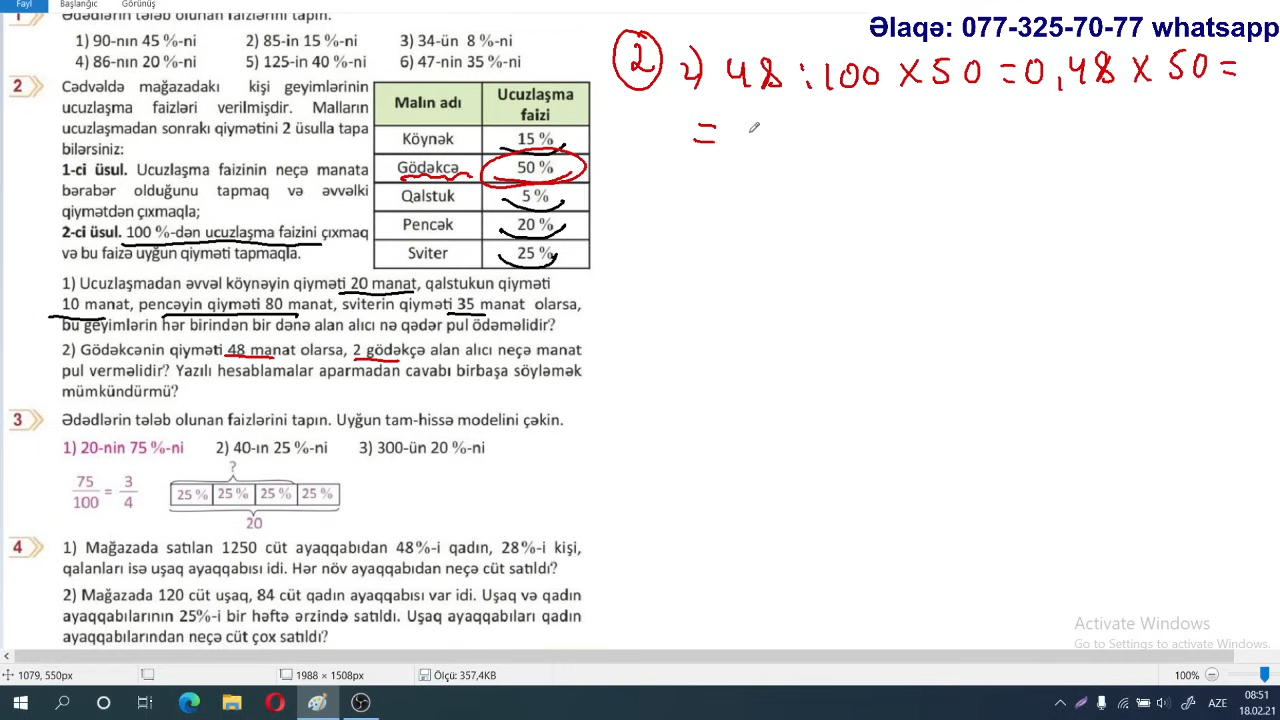 Fayl Başlanğıc Görünüş
Əlaqə: 077-325-70-77 whatsapp
1 Ədədlərin tələb olunan faizlərini tapın.
1) 90-nın 45 %-ni 2) 85-in 15 %-ni 3) 34-ün 8 %-ni
4) 86-nın 20 %-ni 5) 125-in 40 %-ni 6) 47-nin 35 %-ni
2 Cədvəldə mağazadakı kişi geyimlərinin
ucuzlaşma faizləri verilmişdir. Malların
ucuzlaşmadan sonrakı qiymətini 2 üsulla tapa
bilərsiniz:
1-ci üsul. Ucuzlaşma faizinin neçə manata
bərabər olduğunu tapmaq və əvvəlki
qiymətdən çıxmaqla;
2-ci üsul. 100 %-dən ucuzlaşma faizini çıxmaq
və bu faizə uyğun qiyməti tapmaqla.
Malın adı Ucuzlaşma faizi
Köynək 15 %
Gödəkcə 50 %
Qalstuk 5 %
Pencək 20 %
Sviter 25 %
1) Ucuzlaşmadan əvvəl köynəyin qiyməti 20 manat, qalstukun qiyməti
10 manat, pencəyin qiyməti 80 manat, sviterin qiyməti 35 manat olarsa,
bu geyimlərin hər birindən bir dənə alan alıcı nə qədər pul ödəməlidir?
2) Gödəkcənin qiyməti 48 manat olarsa, 2 gödəkçə alan alıcı neçə manat
pul verməlidir? Yazılı hesablamalar aparmadan cavabı birbaşa söyləmək
mümkündürmü?
3 Ədədlərin tələb olunan faizlərini tapın. Uyğun tam-hissə modelini çəkin.
1) 20-nin 75 %-ni 2) 40-ın 25 %-ni 3) 300-ün 20 %-ni
75/100 = 3/4
?
25 % 25 % 25 % 25 %
20
4 1) Mağazada satılan 1250 cüt ayaqqabıdan 48%-i qadın, 28%-i kişi,
qalanları isə uşaq ayaqqabısı idi. Hər növ ayaqqabıdan neçə cüt satıldı?
2) Mağazada 120 cüt uşaq, 84 cüt qadın ayaqqabısı var idi. Uşaq və qadın
ayaqqabılarının 25%-i bir həftə ərzində satıldı. Uşaq ayaqqabıları qadın
ayaqqabılarından neçə cüt çox satıldı?
2 2) 48 : 100 × 50 = 0,48 × 50 =
=
Activate Windows
Go to Settings to activate Windows.
1079, 550px 1988 × 1508px Ölçü: 357,4KB 100%
AZE 08:51
18.02.21